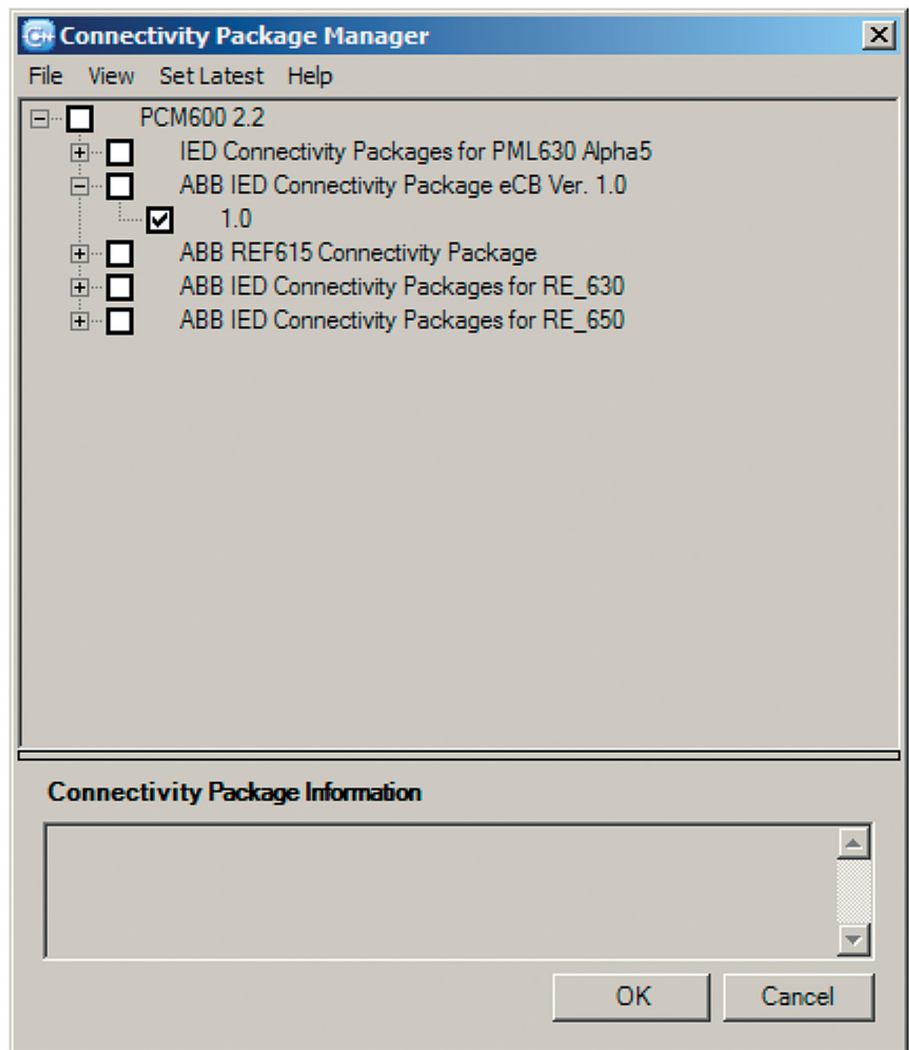 Connectivity Package Manager
File View Set Latest Help
PCM600 2.2
IED Connectivity Packages for PML630 Alpha5
ABB IED Connectivity Package eCB Ver. 1.0
1.0
ABB REF615 Connectivity Package
ABB IED Connectivity Packages for RE_630
ABB IED Connectivity Packages for RE_650
Connectivity Package Information
OK Cancel